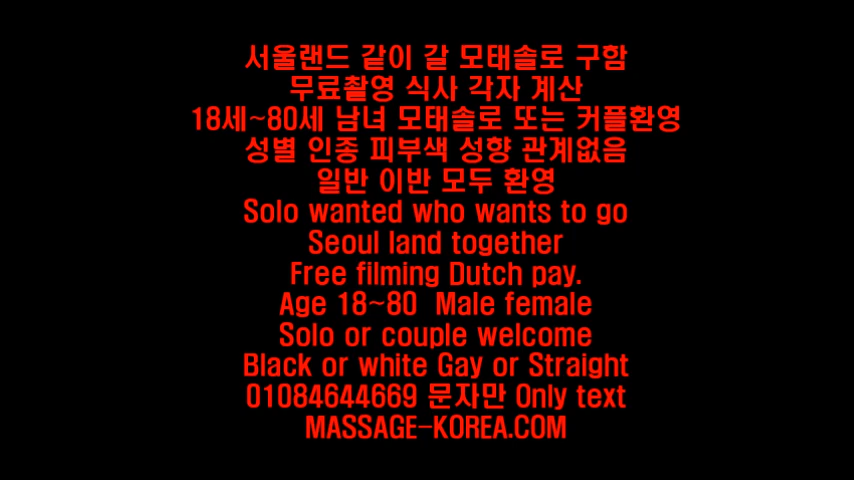 서울랜드 같이 갈 모태솔로 구함
무료촬영 식사 각자 계산
18세~80세 남녀 모태솔로 또는 커플환영
성별 인종 피부색 성향 관계없음
일반 이반 모두 환영
Solo wanted who wants to go
Seoul land together
Free filming Dutch pay.
Age 18~80  Male female
Solo or couple welcome
Black or white Gay or Straight
01084644669 문자만 Only text
MASSAGE-KOREA.COM